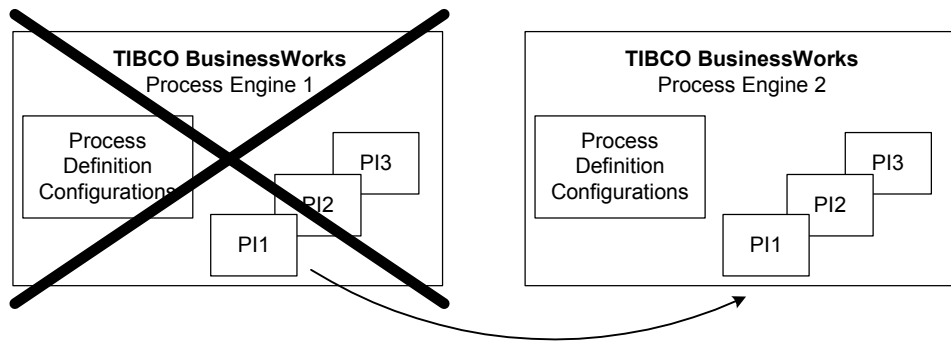 TIBCO BusinessWorks
Process Engine 1
Process
Definition
Configurations
PI3
PI2
PI1
TIBCO BusinessWorks
Process Engine 2
Process
Definition
Configurations
PI3
PI2
PI1